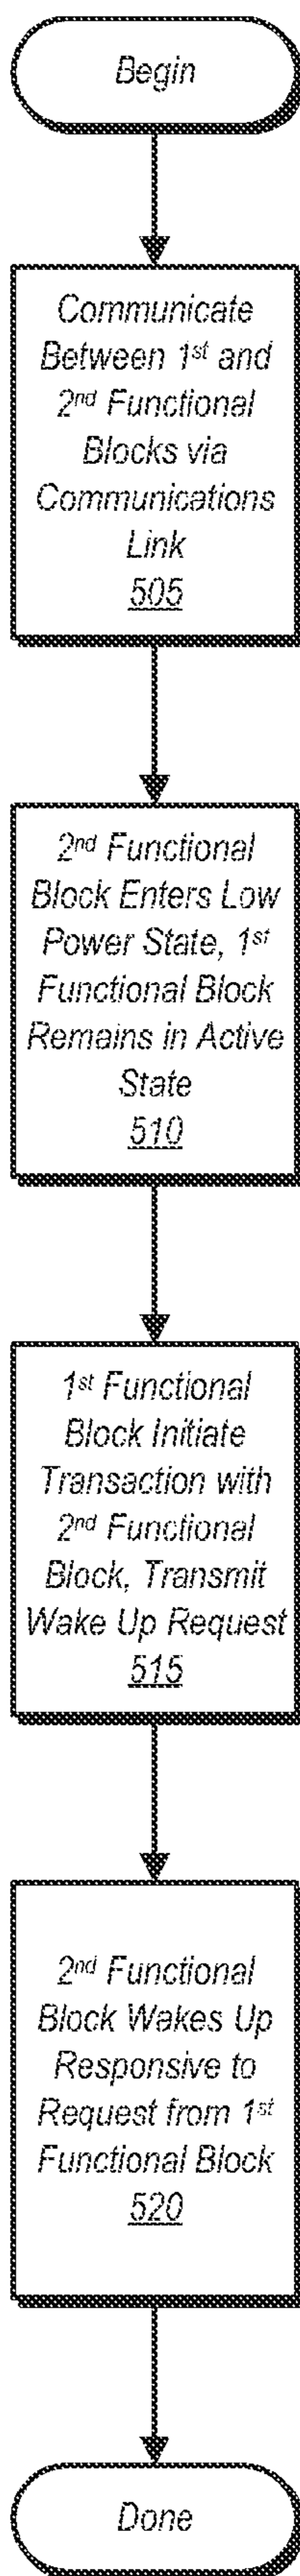 Begin
Communicate
Between 1st and
2nd Functional
Blocks via
Communications
Link
505
2nd Functional
Block Enters Low
Power State, 1st
Functional Block
Remains in Active
State
510
1st Functional
Block Initiate
Transaction with
2nd Functional
Block, Transmit
Wake Up Request
515
2nd Functional
Block Wakes Up
Responsive to
Request from 1st
Functional Block
520
Done